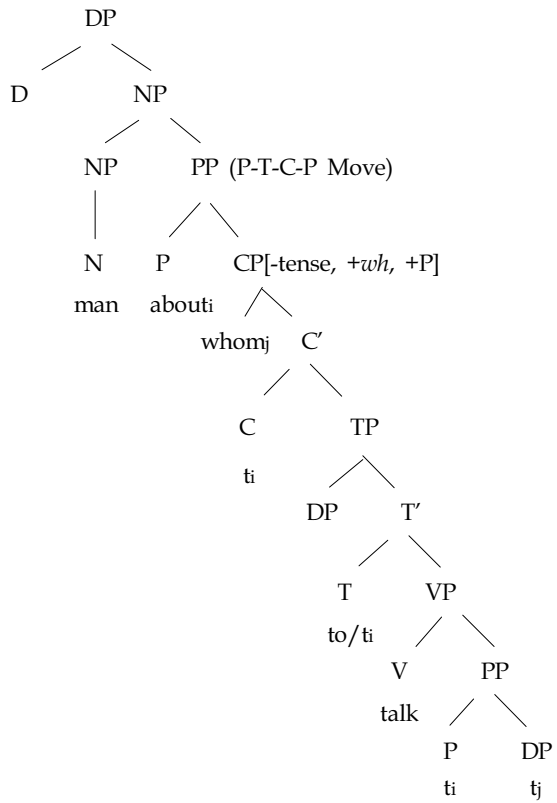 DP
D NP
NP PP (P-T-C-P Move)
N P CP[-tense, +wh, +P]
man abouti
whomj C′
C TP
ti
DP T′
T VP
to/ti
V PP
talk
P DP
ti tj